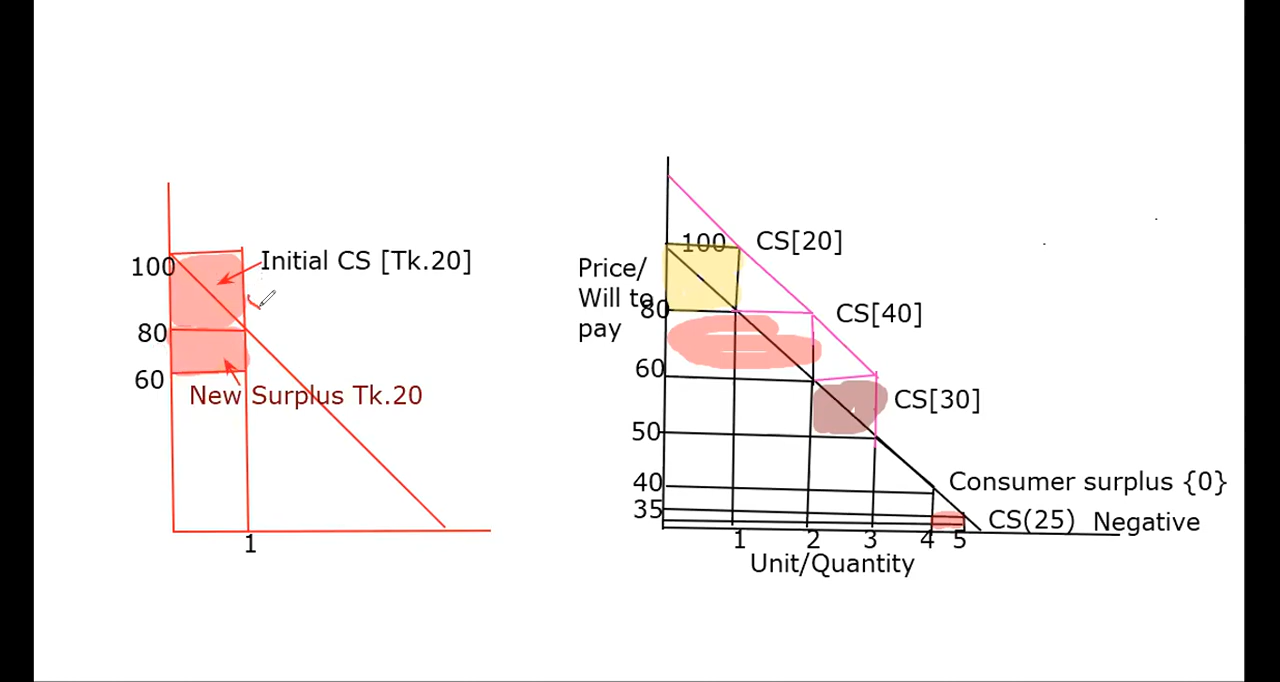 100
Initial CS [Tk.20]
80
60
New Surplus Tk.20
1
Price/
Will to
pay
100
CS[20]
80
CS[40]
60
CS[30]
50
40
Consumer surplus {0}
35
CS(25) Negative
1 2 3 4 5
Unit/Quantity